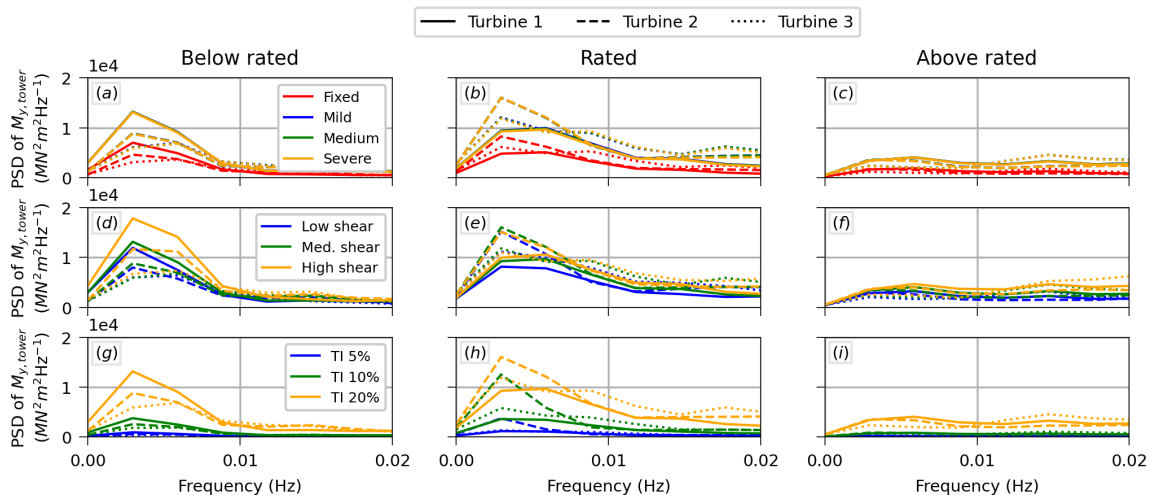 Turbine 1 Turbine 2 Turbine 3
Below rated Rated Above rated
1e4
2
1
0
PSD of M_{y,tower}
(MN²m²Hz⁻¹)
(a) (b) (c)
Fixed
Mild
Medium
Severe
1e4
2
1
0
PSD of M_{y,tower}
(MN²m²Hz⁻¹)
(d) (e) (f)
Low shear
Med. shear
High shear
1e4
2
1
0
PSD of M_{y,tower}
(MN²m²Hz⁻¹)
(g) (h) (i)
TI 5%
TI 10%
TI 20%
0.00 0.01 0.02 0.00 0.01 0.02 0.00 0.01 0.02
Frequency (Hz) Frequency (Hz) Frequency (Hz)